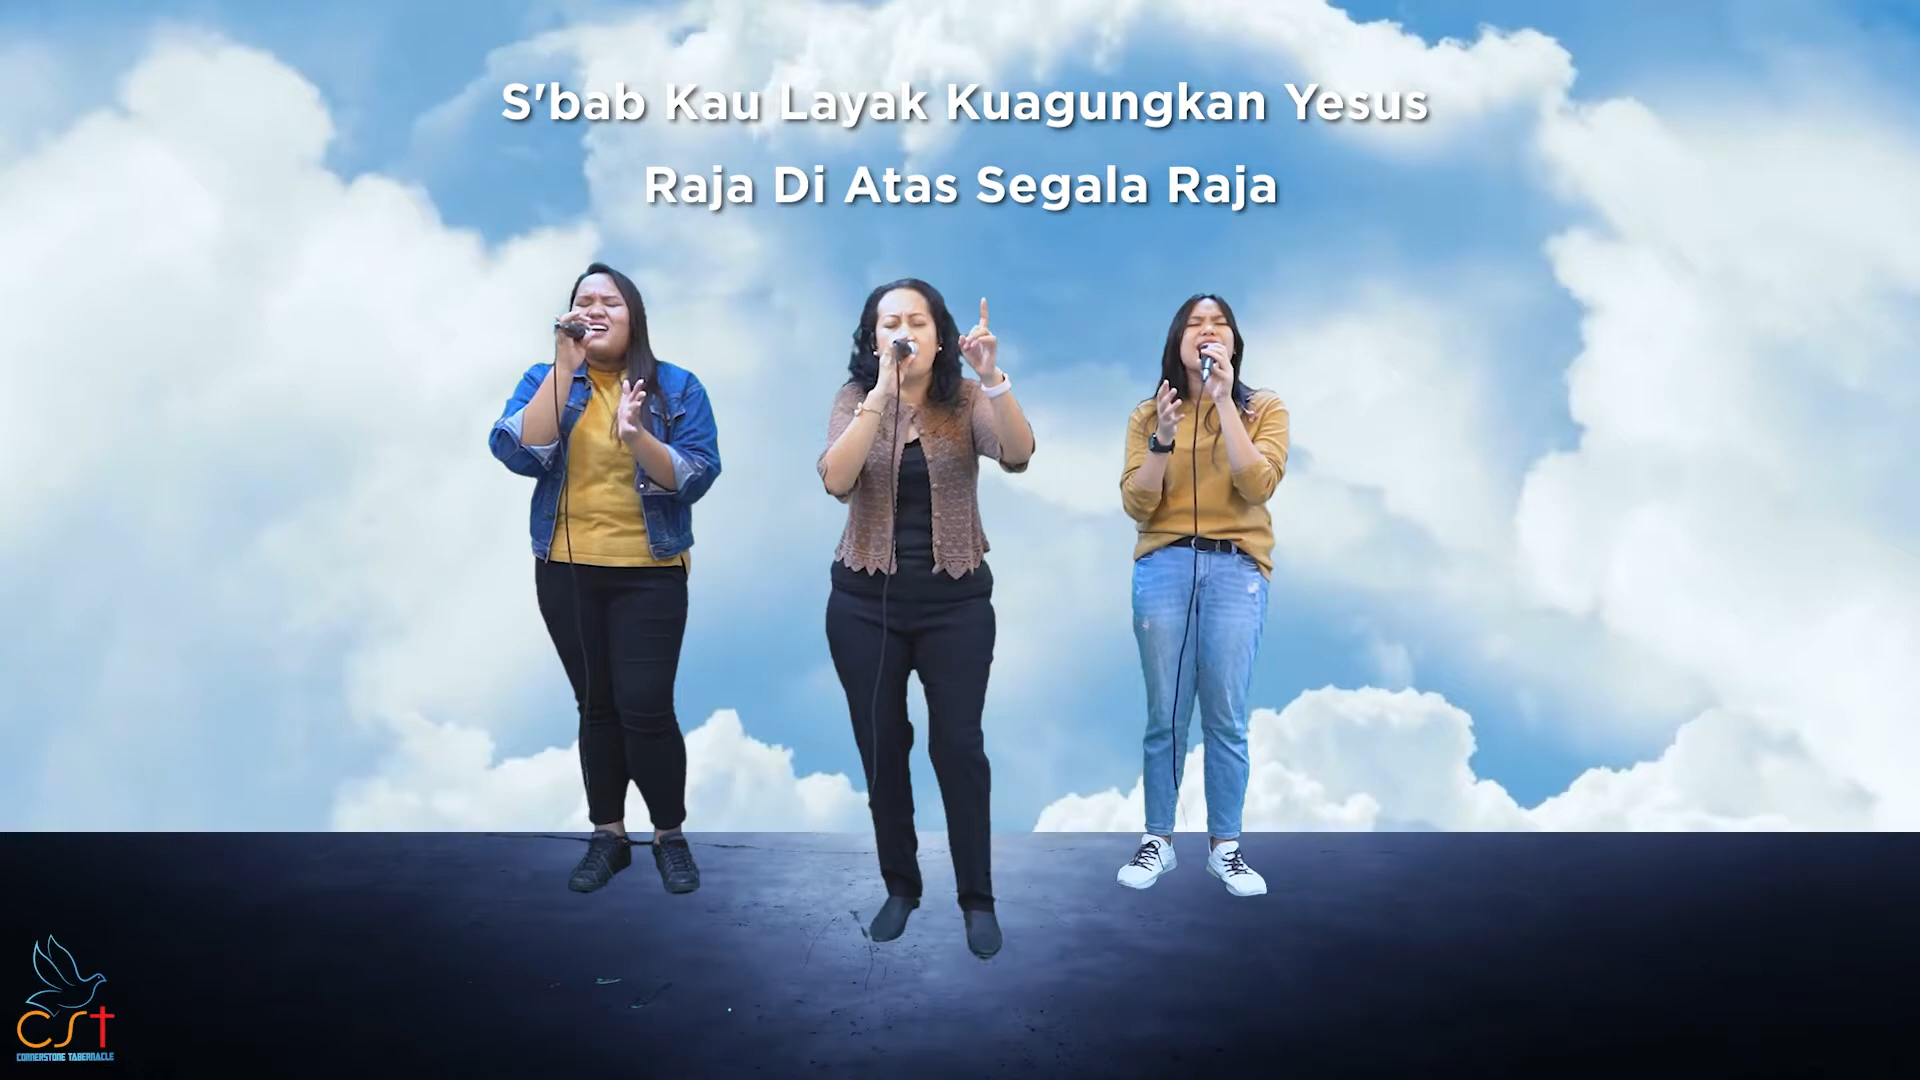 S'bab Kau Layak Kuagungkan Yesus
Raja Di Atas Segala Raja
CST
CORNERSTONE TABERNACLE